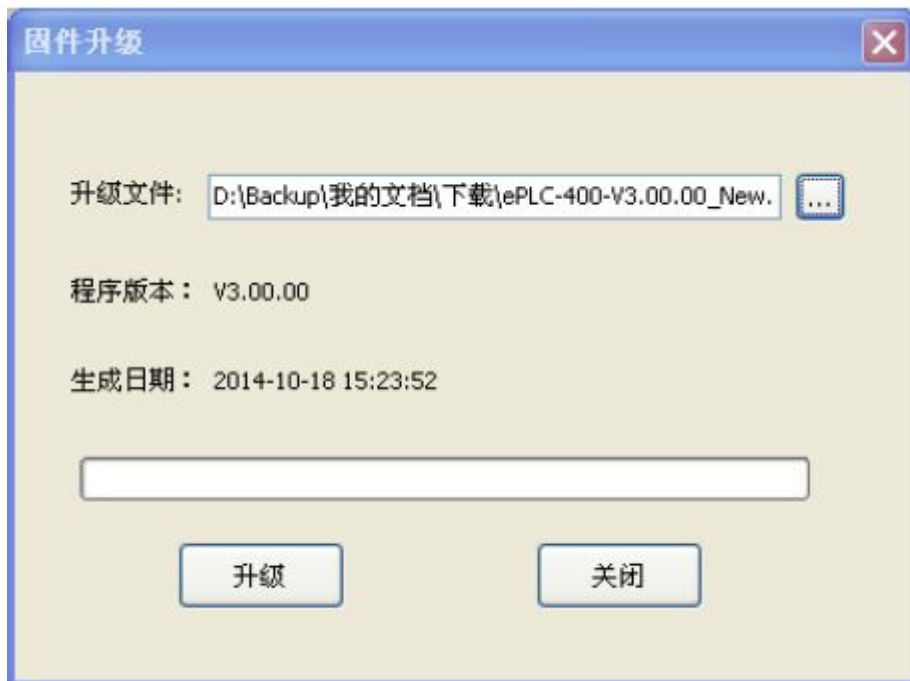 固件升级
升级文件: D:\Backup\我的文档\下载\ePLC-400-V3.00.00_New. ...
程序版本： V3.00.00
生成日期： 2014-10-18 15:23:52
升级 关闭